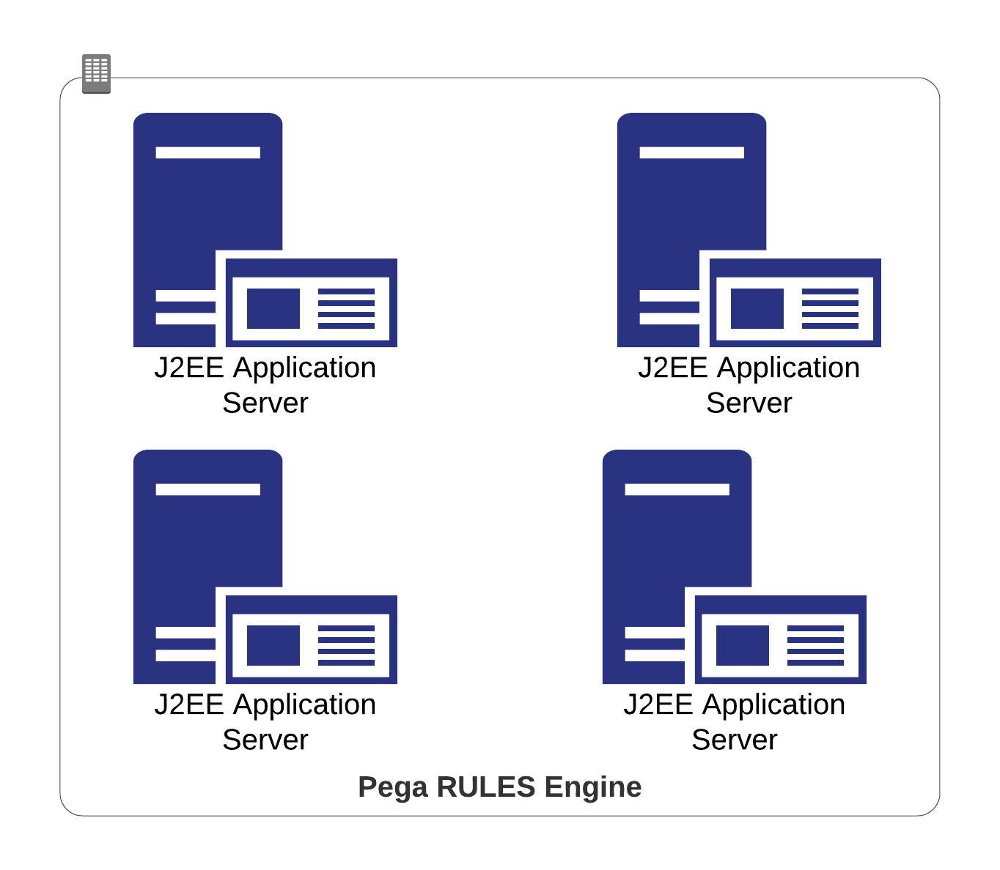 J2EE Application
Server
J2EE Application
Server
J2EE Application
Server
J2EE Application
Server
Pega RULES Engine